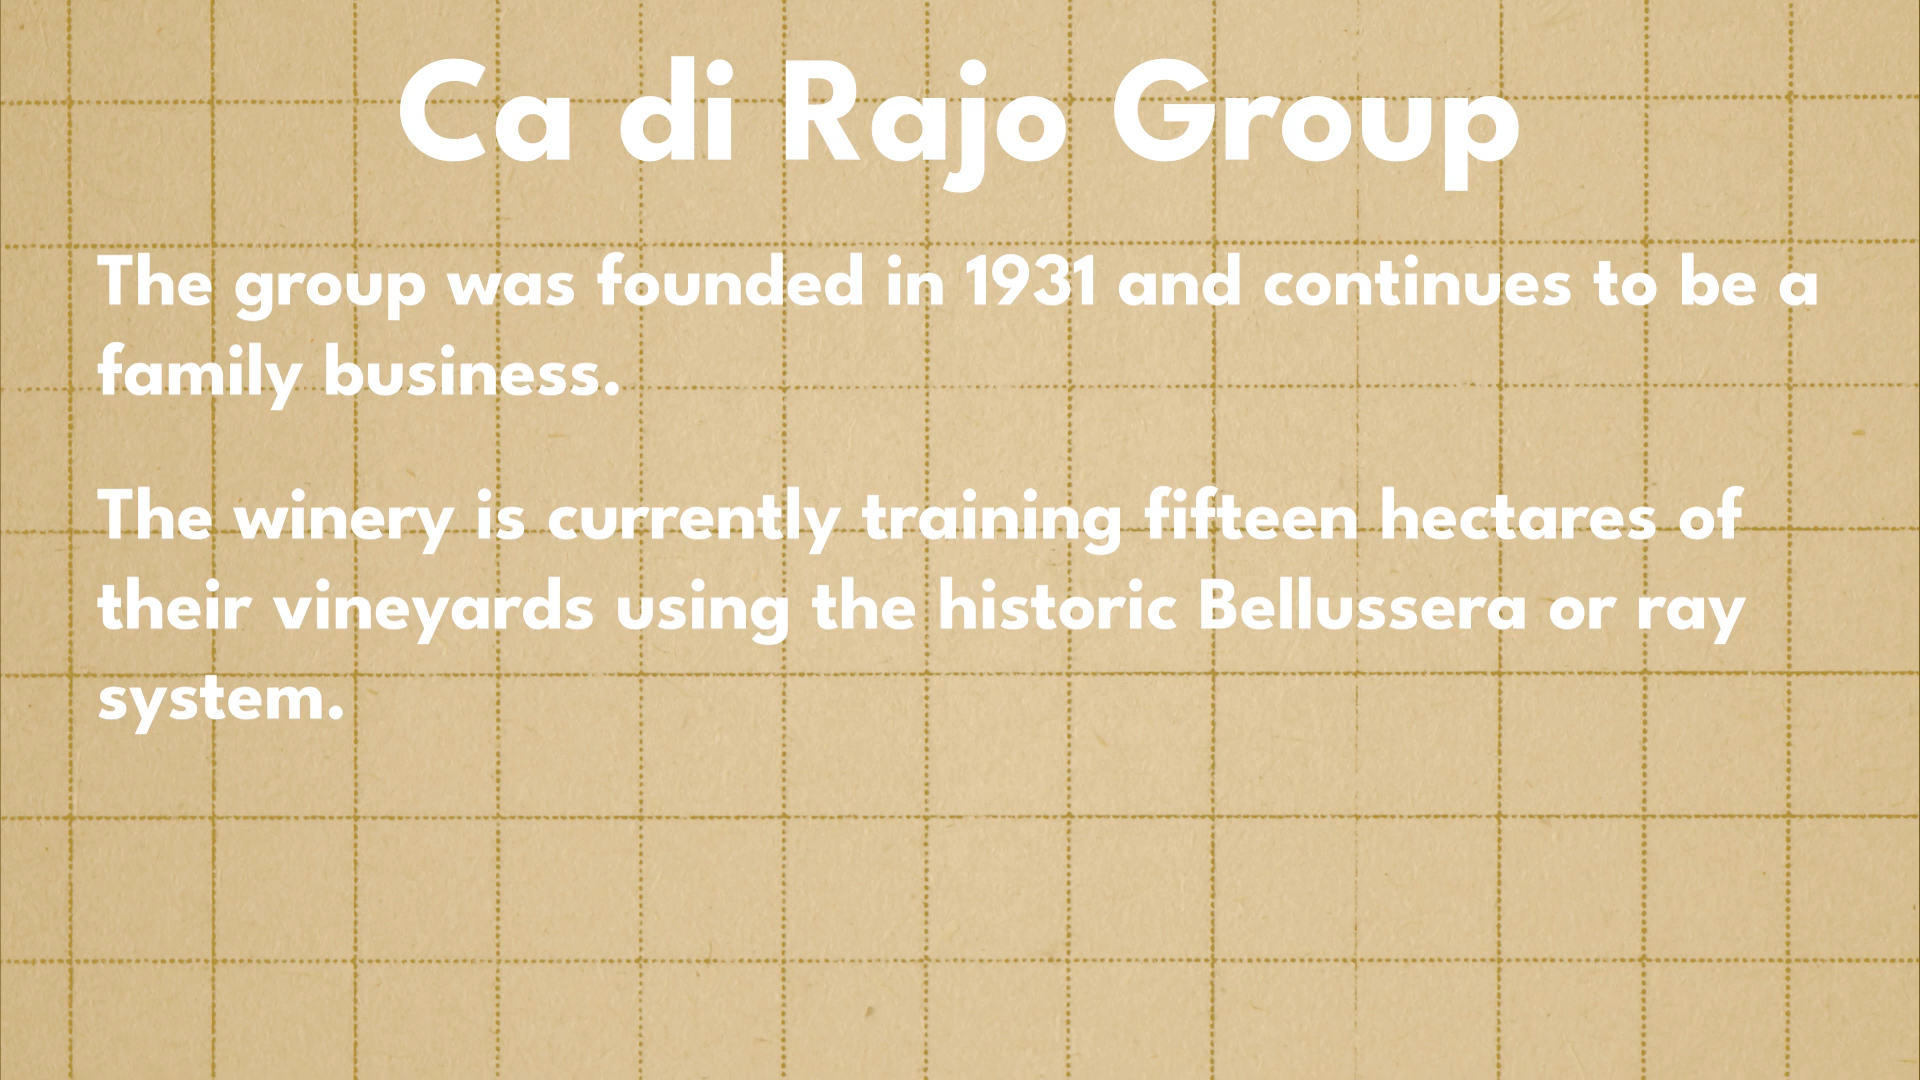 Ca di Rajo Group
The group was founded in 1931 and continues to be a
family business.
The winery is currently training fifteen hectares of
their vineyards using the historic Bellussera or ray
system.